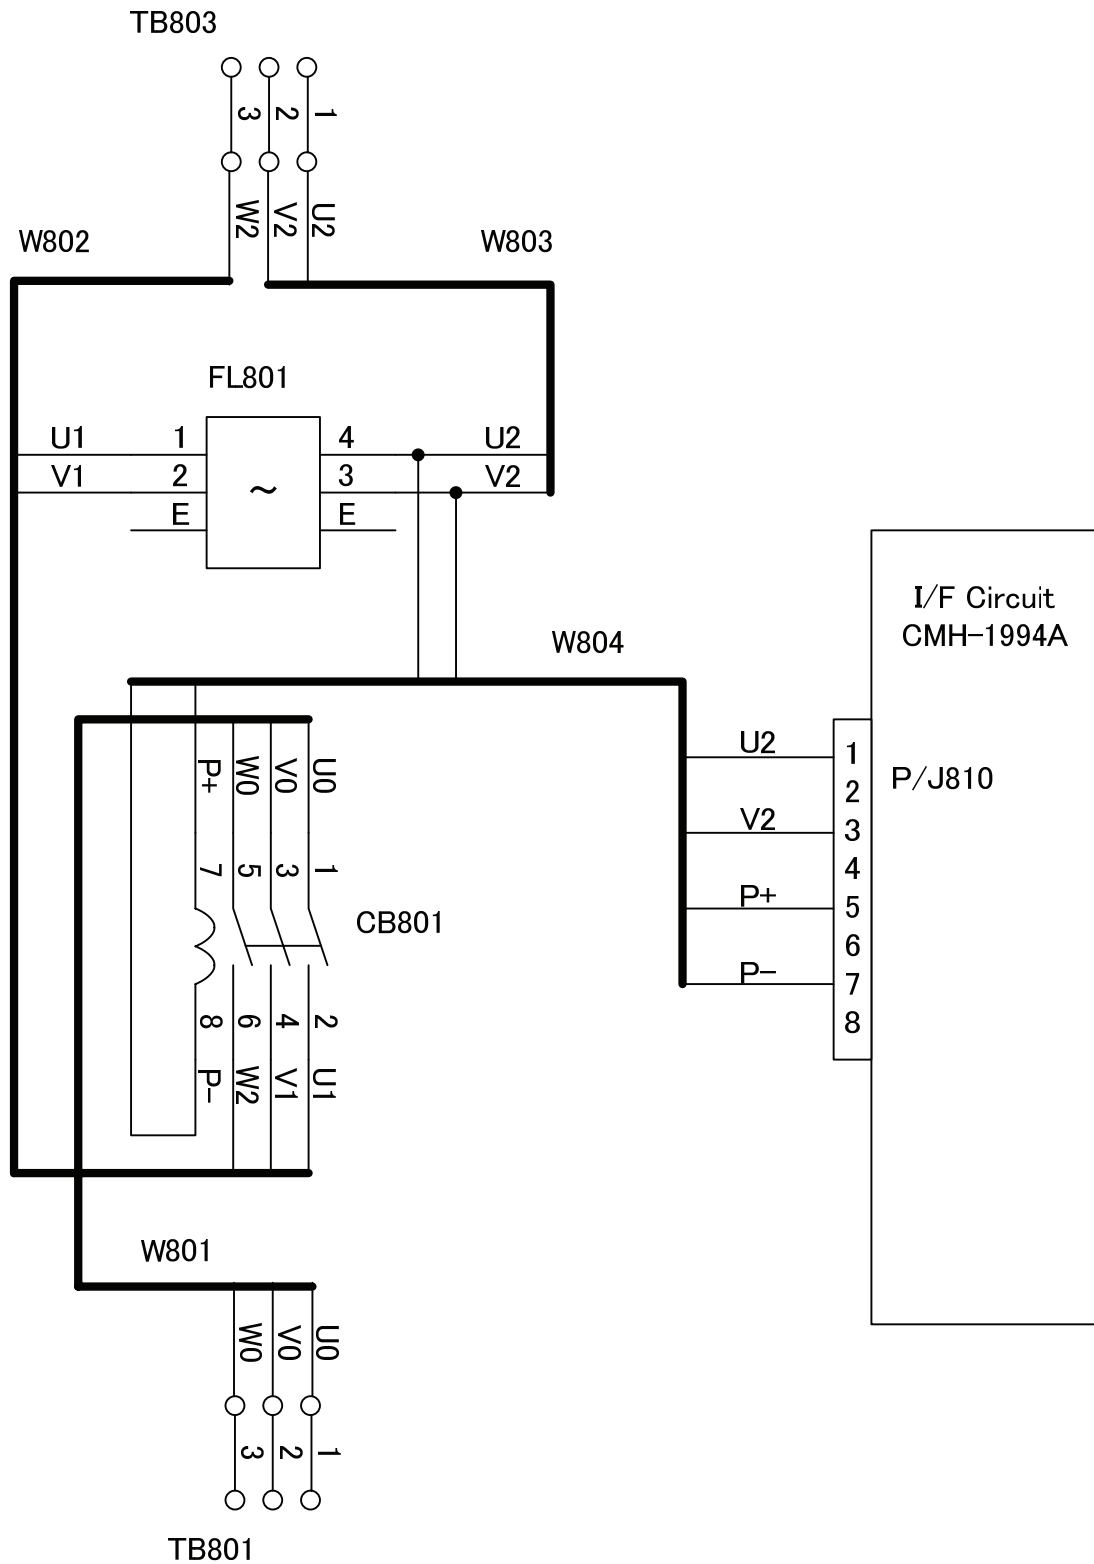 TB803
3 2 1
W2 V2 U2
W802
W803
FL801
U1 1 4 U2
V1 2 3 V2
E E
~
I/F Circuit
CMH-1994A
W804
P/J810
U2 1
2
V2 3
4
P+ 5
6
P- 7
8
P+ W0 V0 U0
7 5 3 1
CB801
8 6 4 2
P- W2 V1 U1
W801
W0 V0 U0
3 2 1
TB801